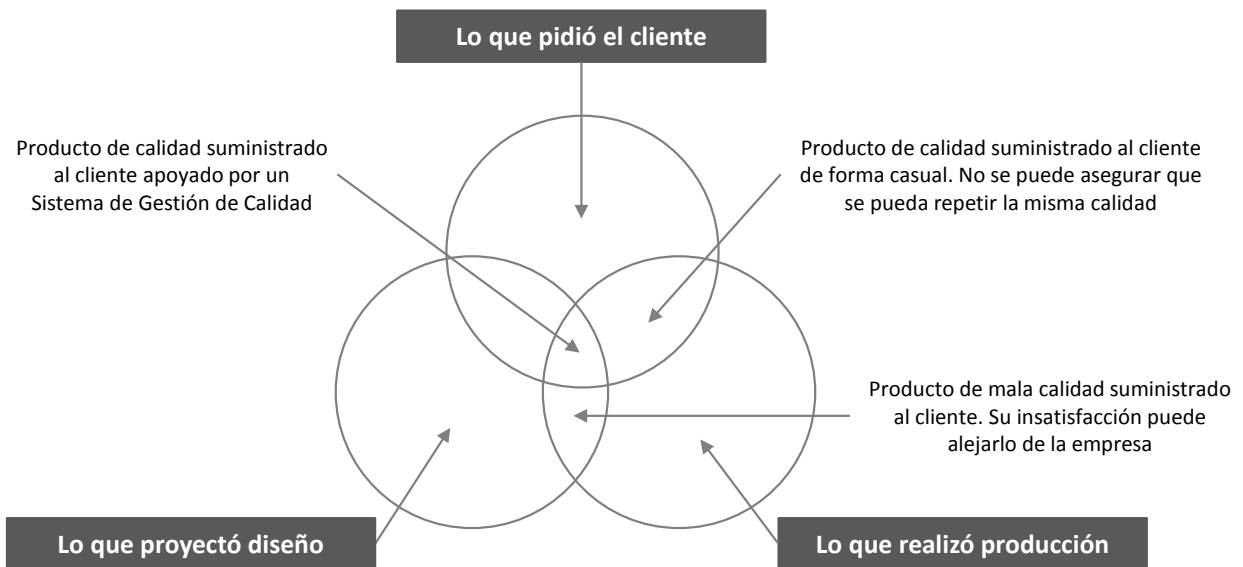 Lo que pidió el cliente
Producto de calidad suministrado
al cliente apoyado por un
Sistema de Gestión de Calidad
Producto de calidad suministrado al cliente
de forma casual. No se puede asegurar que
se pueda repetir la misma calidad
Producto de mala calidad suministrado
al cliente. Su insatisfacción puede
alejarlo de la empresa
Lo que proyectó diseño
Lo que realizó producción